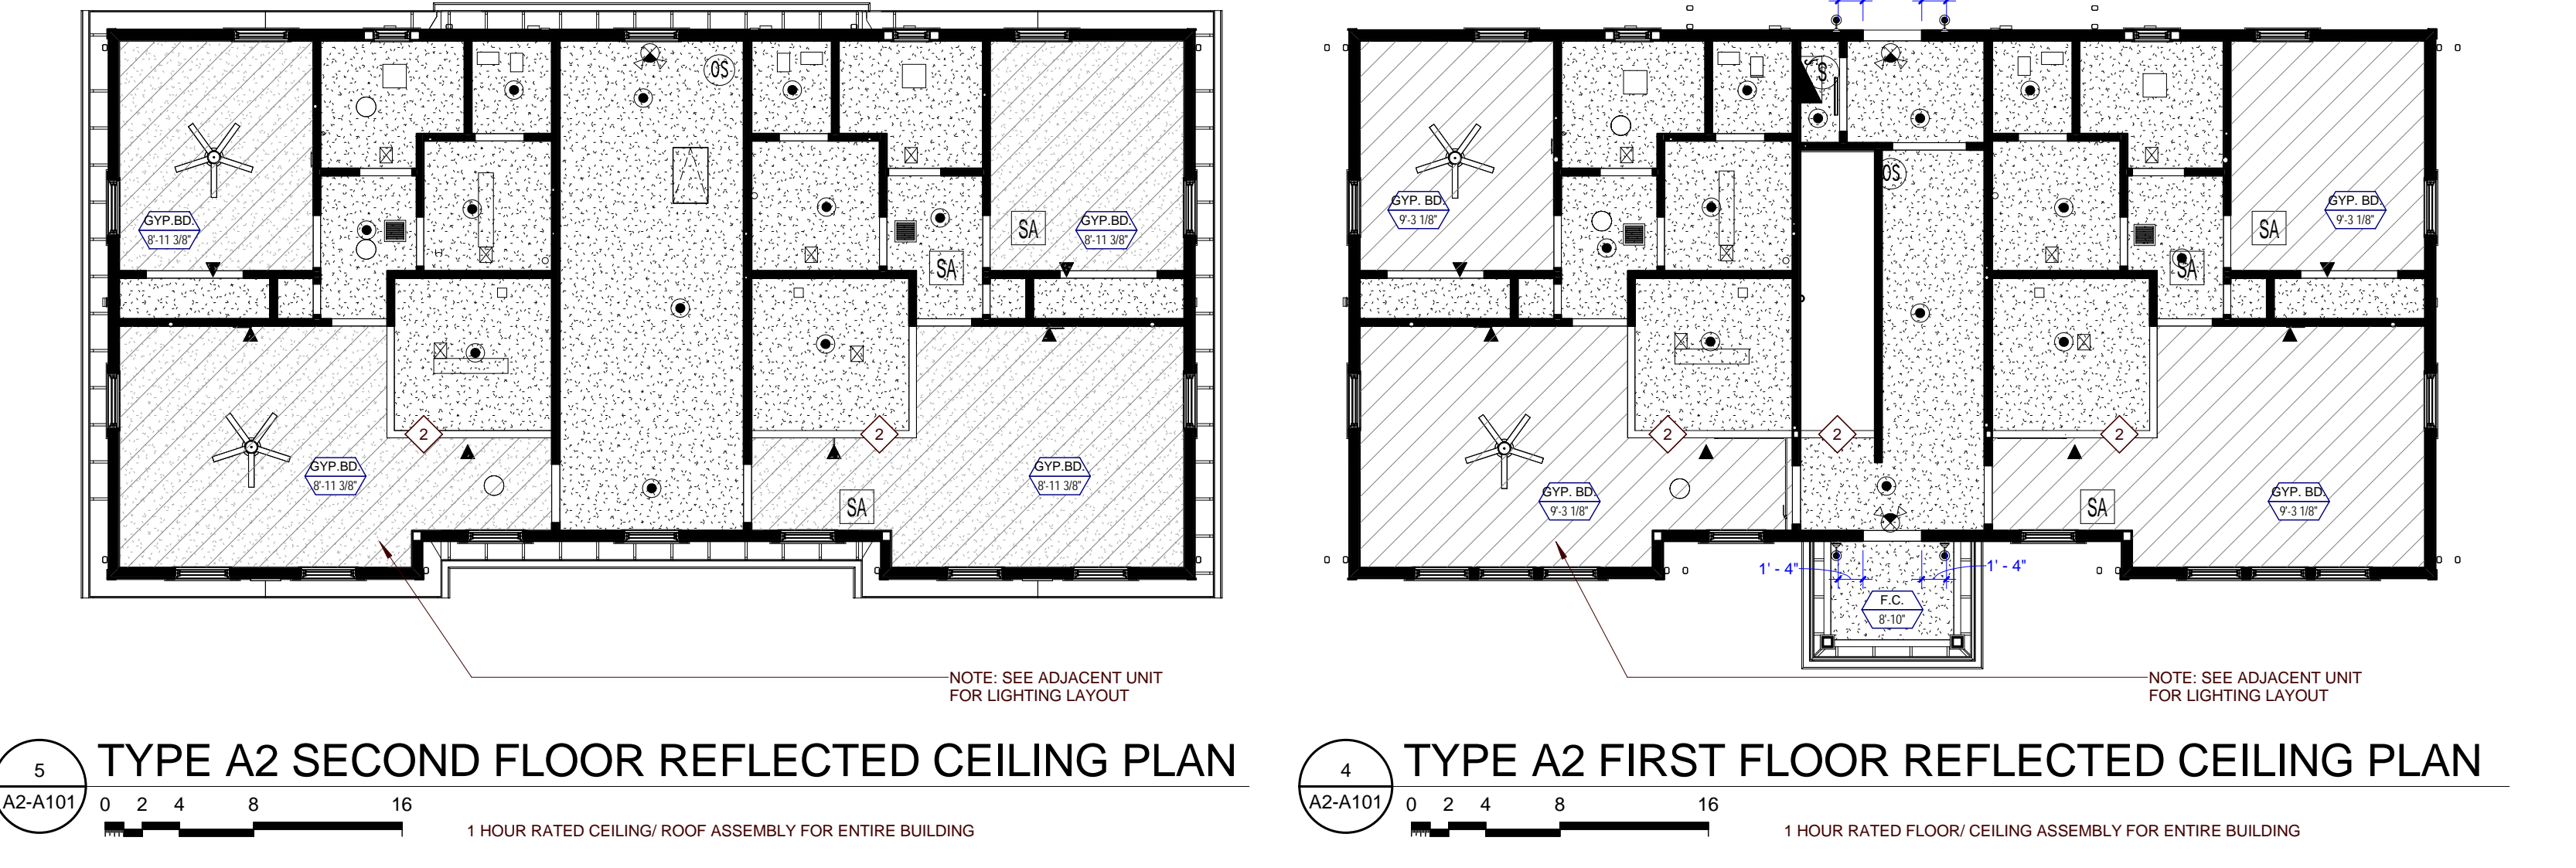 OS
SA
SA
GYP.BD.
8'-11 3/8"
GYP.BD.
8'-11 3/8"
2
2
GYP.BD.
8'-11 3/8"
GYP.BD.
8'-11 3/8"
SA
NOTE: SEE ADJACENT UNIT
FOR LIGHTING LAYOUT
5
A2-A101
TYPE A2 SECOND FLOOR REFLECTED CEILING PLAN
0 2 4 8 16
1 HOUR RATED CEILING/ ROOF ASSEMBLY FOR ENTIRE BUILDING
S
OS
GYP. BD.
9'-3 1/8"
GYP. BD.
9'-3 1/8"
SA
SA
2
2
2
GYP. BD.
9'-3 1/8"
GYP. BD.
9'-3 1/8"
SA
1' - 4"
1' - 4"
F.C.
8'-10"
NOTE: SEE ADJACENT UNIT
FOR LIGHTING LAYOUT
4
A2-A101
TYPE A2 FIRST FLOOR REFLECTED CEILING PLAN
0 2 4 8 16
1 HOUR RATED FLOOR/ CEILING ASSEMBLY FOR ENTIRE BUILDING